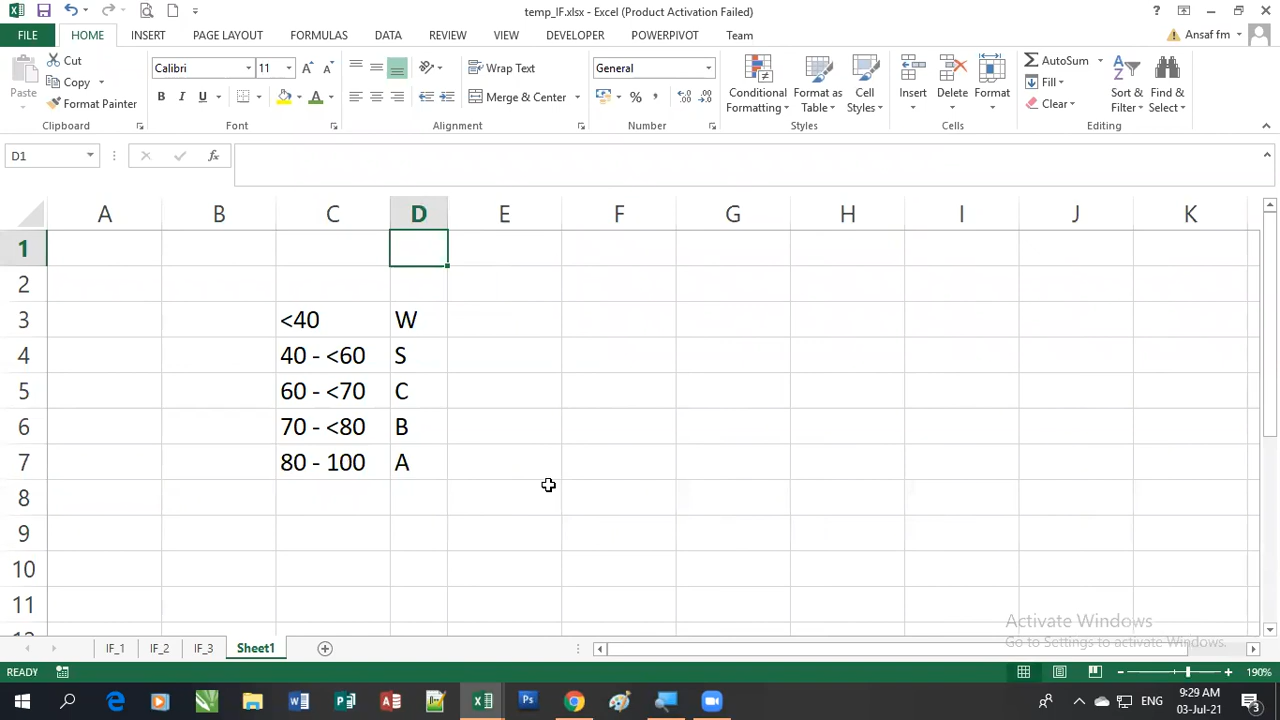 temp_IF.xlsx - Excel (Product Activation Failed)
FILE HOME INSERT PAGE LAYOUT FORMULAS DATA REVIEW VIEW DEVELOPER POWERPIVOT Team Ansaf fm
Paste
Cut
Copy
Format Painter
Clipboard
Calibri 11
B I U
Font
Wrap Text
Merge & Center
Alignment
General
%
Number
Conditional Formatting
Format as Table
Cell Styles
Styles
Insert Delete Format
Cells
AutoSum
Fill
Clear
Sort & Filter
Find & Select
Editing
D1
fx
A B C D E F G H I J K
1
2
3 <40 W
4 40 - <60 S
5 60 - <70 C
6 70 - <80 B
7 80 - 100 A
8
9
10
11
Activate Windows
Go to Settings to activate Windows.
IF_1 IF_2 IF_3 Sheet1
READY 190%
ENG
9:29 AM
03-Jul-21
3